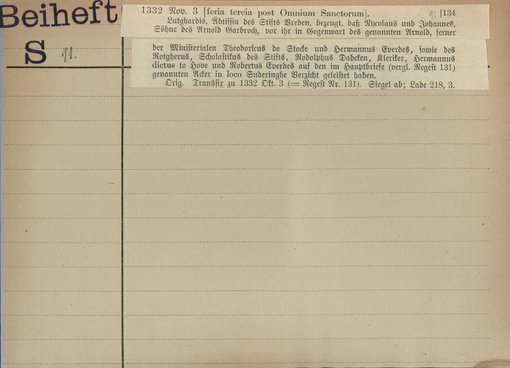 Beiheft
S 91.
1332 Nov. 3 [feria tercia post Omnium Sanctorum]. [134
Lutghardis, Äbtissin des Stifts Vreden, bezeugt, daß Nycolaus und Johannes,
Söhne des Arnold Garbroch, vor ihr in Gegenwart des genannten Arnold, ferner
der Ministerialen Theodoricus de Stocke und Hermannus Everdes, sowie des
Rotgherus, Scholastikus des Stifts, Rodolphus Dabeken, Kleriker, Hermannus
dictus to Hove und Robertus Everdes auf den im Hauptbriefe (vergl. Regest 131)
genannten Acker in loco Suderinghe Verzicht geleistet haben.
Orig. Transfix zu 1332 Okt. 3 (= Regest Nr. 131). Siegel ab; Lade 218, 3.